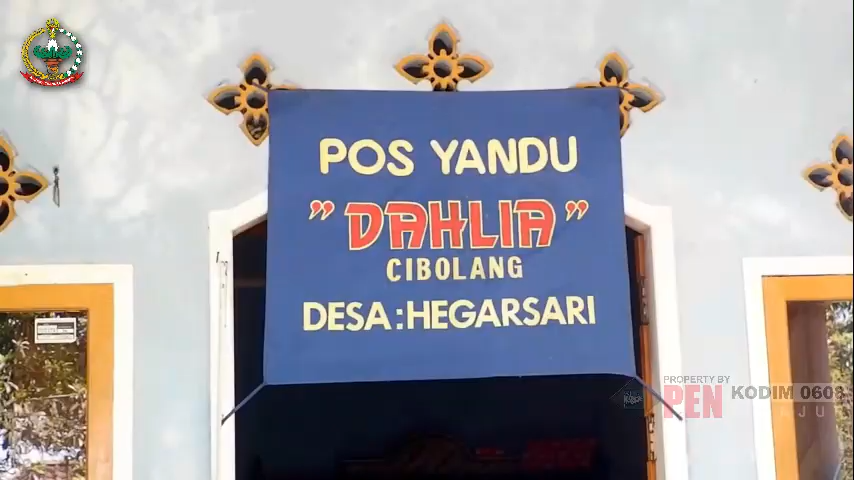 POS YANDU
"DAHLIA"
CIBOLANG
DESA : HEGARSARI
PROPERTY BY
PEN KODIM 0608